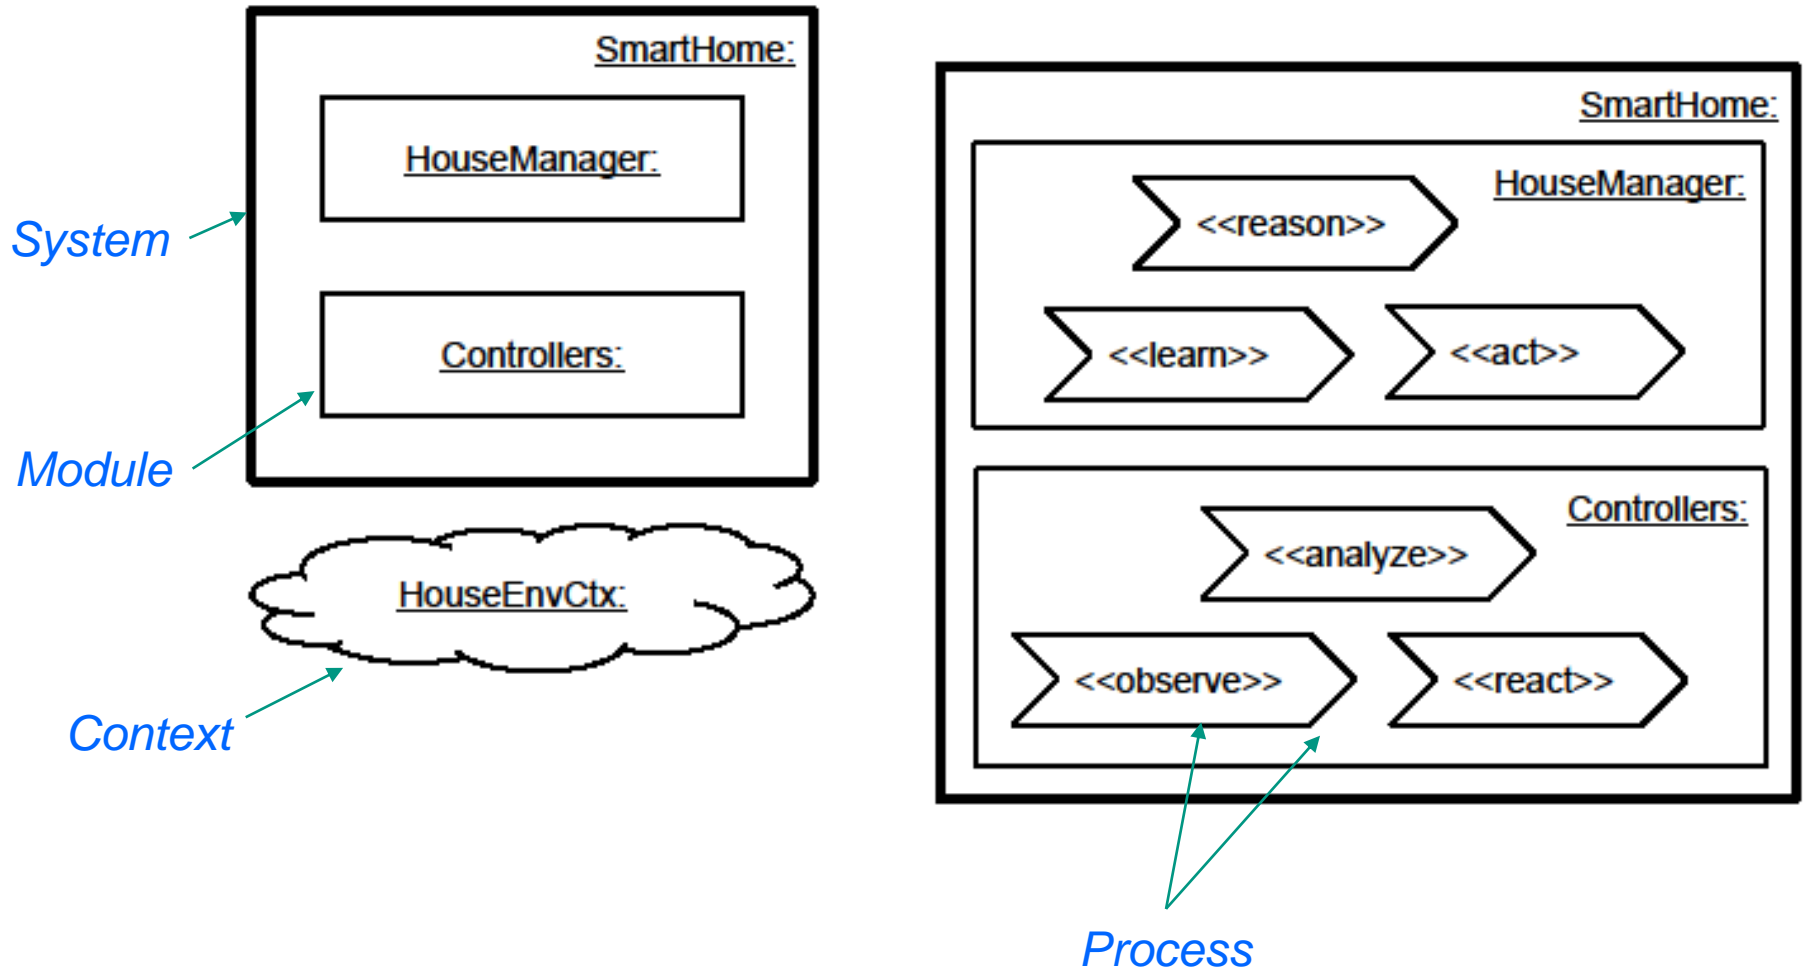 SmartHome:
HouseManager:
Controllers:
System
Module
HouseEnvCtx:
Context
SmartHome:
HouseManager:
<<reason>>
<<learn>>
<<act>>
Controllers:
<<analyze>>
<<observe>>
<<react>>
Process